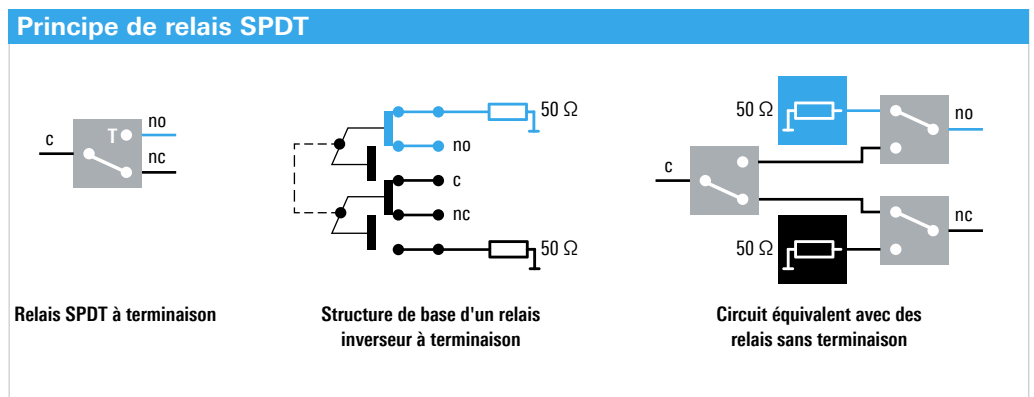 Principe de relais SPDT
c
T
no
nc
Relais SPDT à terminaison
50 Ω
no
c
nc
50 Ω
Structure de base d'un relais
inverseur à terminaison
50 Ω
no
c
nc
50 Ω
Circuit équivalent avec des
relais sans terminaison